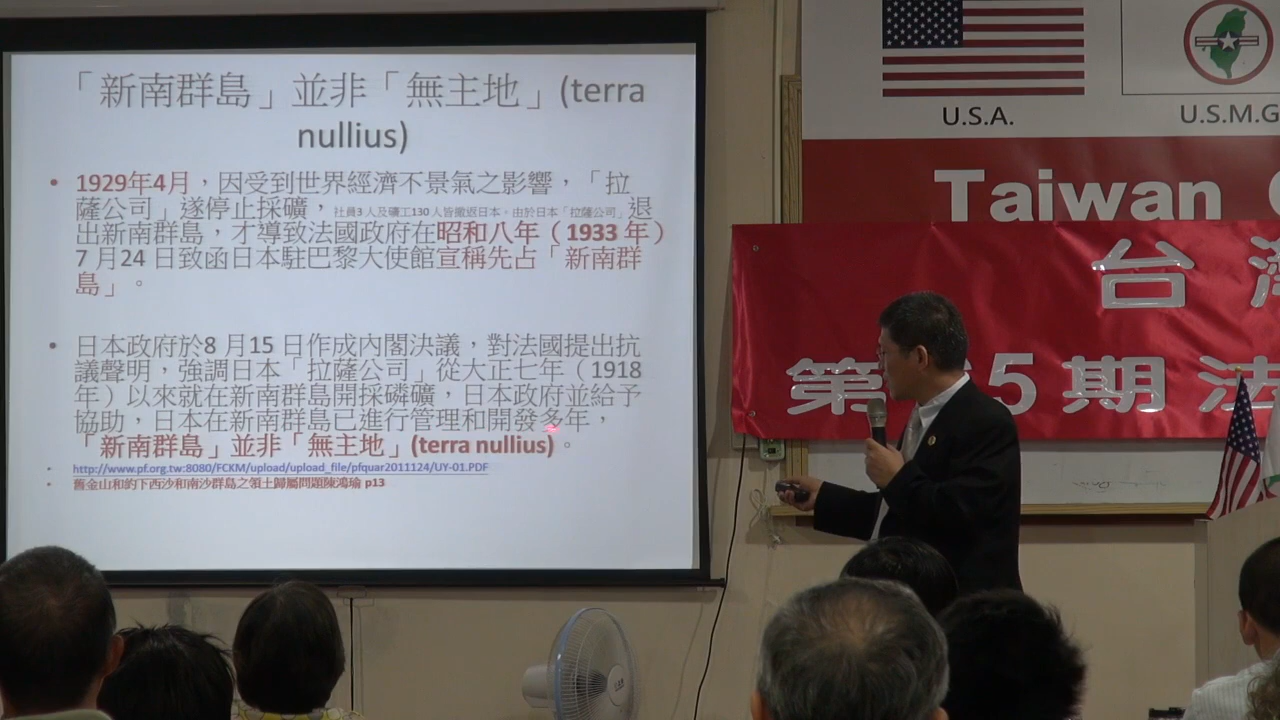 「新南群島」並非「無主地」(terra
nullius)
• 1929年4月，因受到世界經濟不景氣之影響，「拉
薩公司」遂停止採礦，社員3 人及礦工130 人皆撤返日本。由於日本「拉薩公司」退
出新南群島，才導致法國政府在昭和八年（1933 年）
7 月24 日致函日本駐巴黎大使館宣稱先占「新南群
島」。
• 日本政府於8 月15 日作成內閣決議，對法國提出抗
議聲明，強調日本「拉薩公司」從大正七年（1918
年）以來就在新南群島開採磷礦，日本政府並給予
協助，日本在新南群島已進行管理和開發多年，
「新南群島」並非「無主地」(terra nullius)。
• http://www.pf.org.tw:8080/FCKM/upload/upload_file/pfquar2011124/UY-01.PDF
• 舊金山和約下西沙和南沙群島之領土歸屬問題陳鴻瑜 p13
U.S.A.
U.S.M.G
Taiwan
台
第 5期法